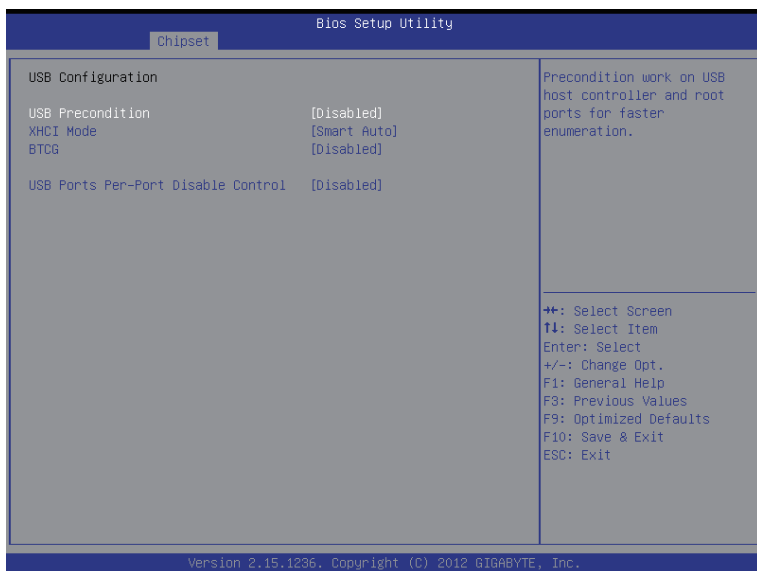 Bios Setup Utility
Chipset
USB Configuration
USB Precondition [Disabled]
XHCI Mode [Smart Auto]
BTCG [Disabled]
USB Ports Per-Port Disable Control [Disabled]
Precondition work on USB
host controller and root
ports for faster
enumeration.
→←: Select Screen
↑↓: Select Item
Enter: Select
+/-: Change Opt.
F1: General Help
F3: Previous Values
F9: Optimized Defaults
F10: Save & Exit
ESC: Exit
Version 2.15.1236. Copyright (C) 2012 GIGABYTE, Inc.